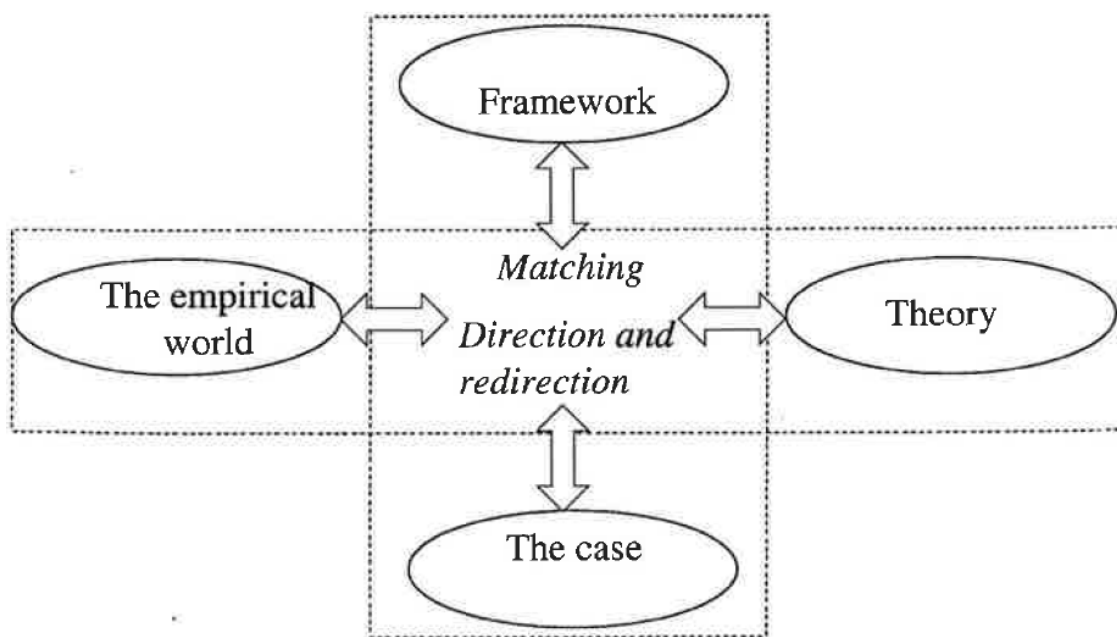 Framework
Matching
The empirical
world
Direction and
redirection
Theory
The case